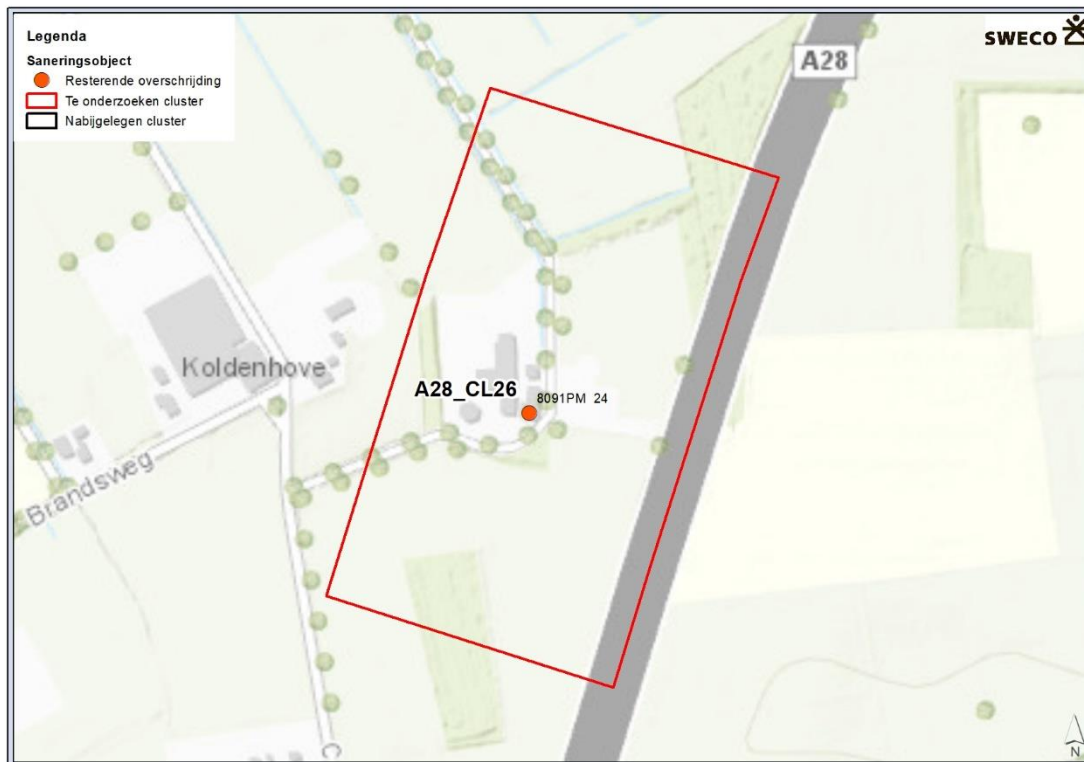 Legenda
Saneringsobject
Resterende overschrijding
Te onderzoeken cluster
Nabijgelegen cluster
SWECO
A28
Koldenhove
A28_CL26
8091PM 24
Brandsweg
C
N